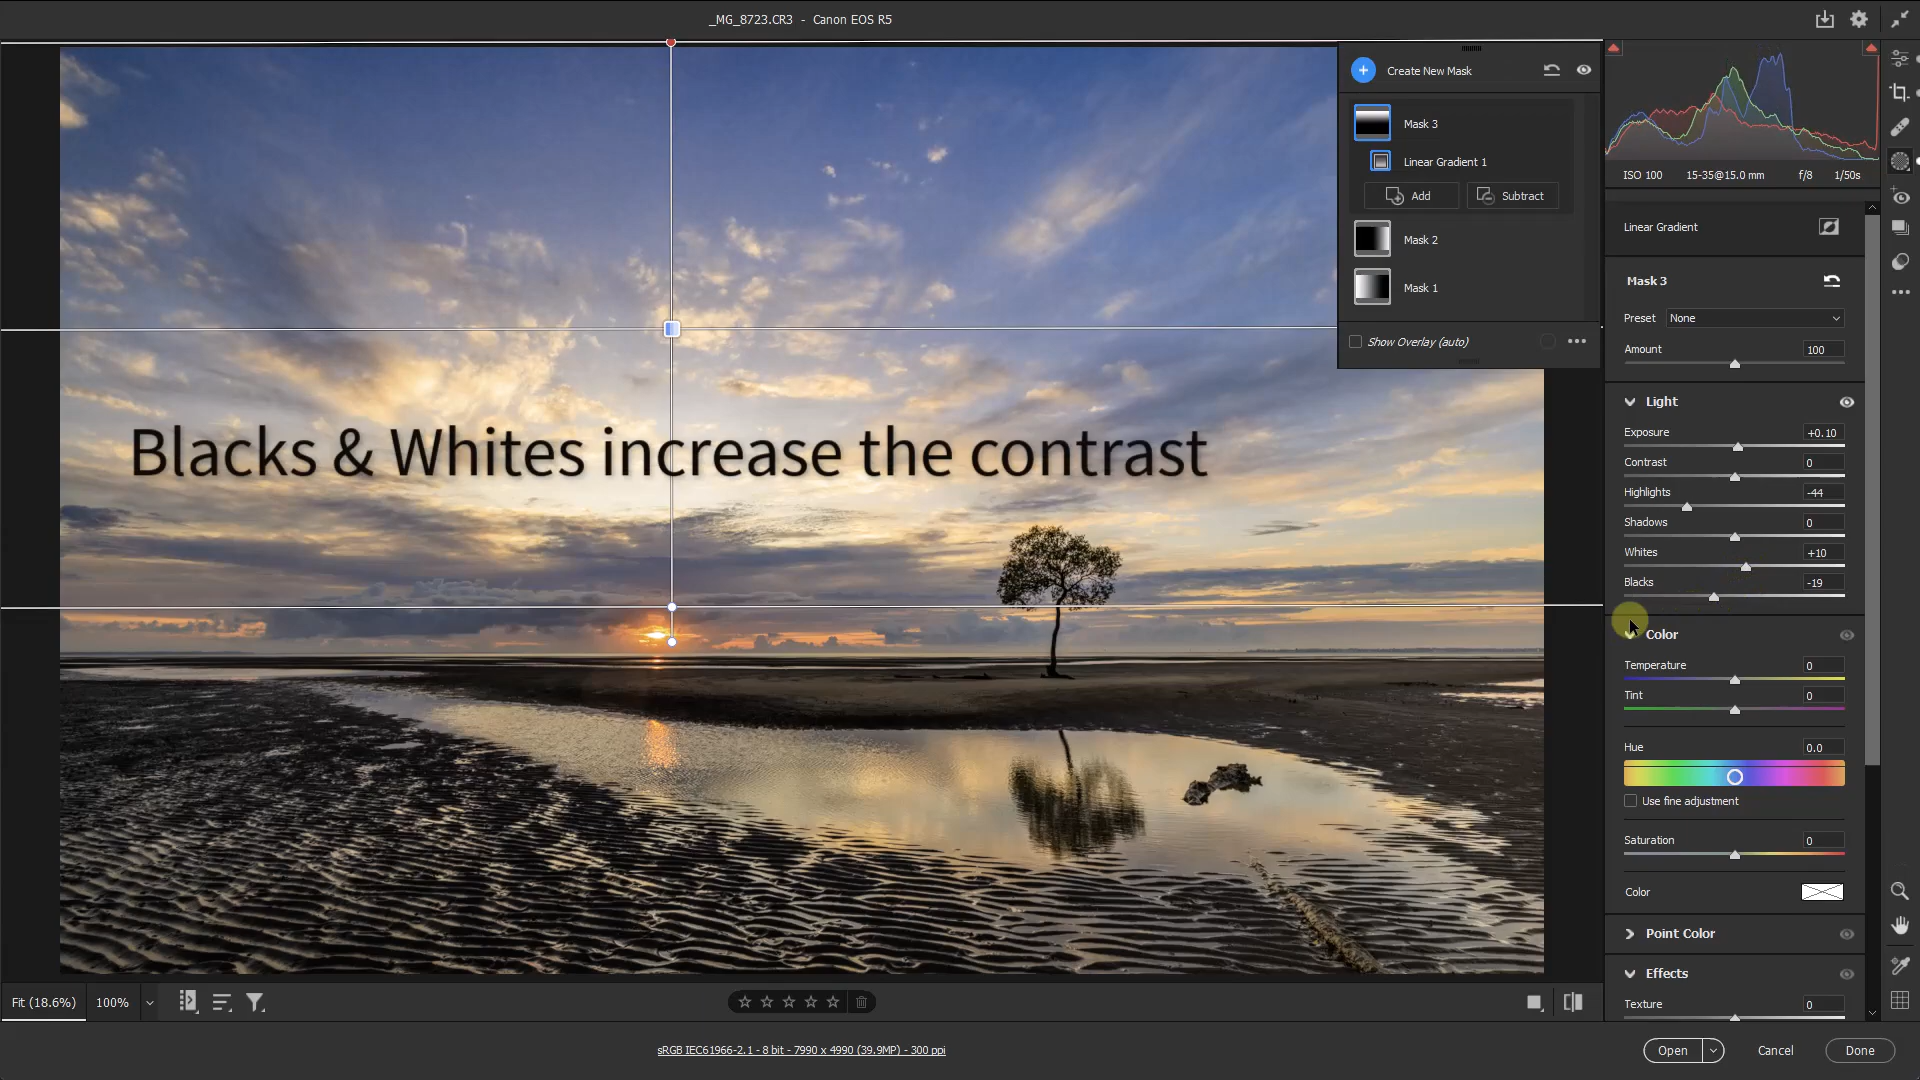 _MG_8723.CR3 - Canon EOS R5
Create New Mask
Mask 3
Linear Gradient 1
Add
Subtract
Mask 2
Mask 1
Show Overlay (auto)
Blacks & Whites increase the contrast
ISO 100 15-35@15.0 mm f/8 1/50s
Linear Gradient
Mask 3
Preset None
Amount 100
Light
Exposure +0.10
Contrast 0
Highlights -44
Shadows 0
Whites +10
Blacks -19
Color
Temperature 0
Tint 0
Hue 0.0
Use fine adjustment
Saturation 0
Color
Point Color
Effects
Texture 0
Fit (18.6%) 100%
sRGB IEC61966-2.1 - 8 bit - 7990 x 4990 (39.9MP) - 300 ppi
Open
Cancel
Done